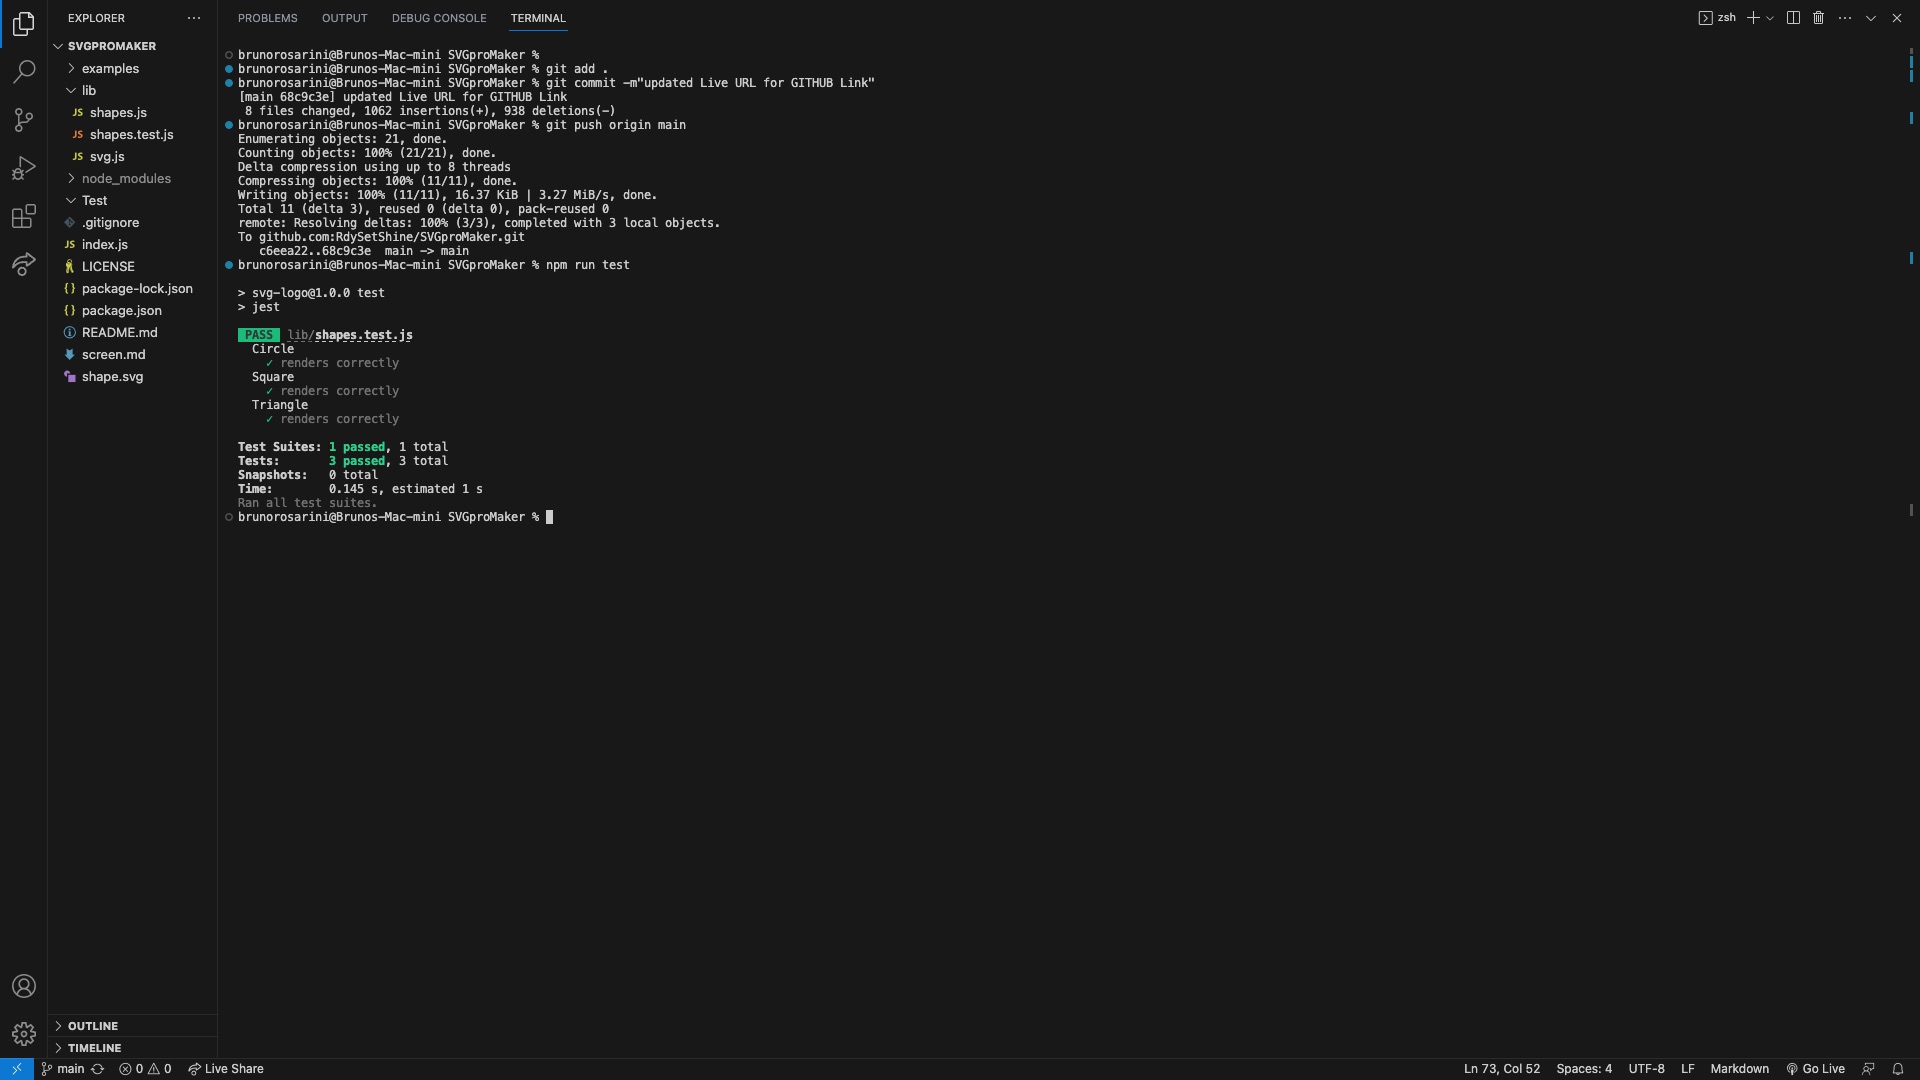 EXPLORER
SVGPROMAKER
examples
lib
JS shapes.js
JS shapes.test.js
JS svg.js
node_modules
Test
.gitignore
JS index.js
LICENSE
{} package-lock.json
{} package.json
README.md
screen.md
shape.svg
OUTLINE
TIMELINE
PROBLEMS OUTPUT DEBUG CONSOLE TERMINAL
zsh
brunorosarini@Brunos-Mac-mini SVGproMaker %
brunorosarini@Brunos-Mac-mini SVGproMaker % git add .
brunorosarini@Brunos-Mac-mini SVGproMaker % git commit -m"updated Live URL for GITHUB Link"
[main 68c9c3e] updated Live URL for GITHUB Link
8 files changed, 1062 insertions(+), 938 deletions(-)
brunorosarini@Brunos-Mac-mini SVGproMaker % git push origin main
Enumerating objects: 21, done.
Counting objects: 100% (21/21), done.
Delta compression using up to 8 threads
Compressing objects: 100% (11/11), done.
Writing objects: 100% (11/11), 16.37 KiB | 3.27 MiB/s, done.
Total 11 (delta 3), reused 0 (delta 0), pack-reused 0
remote: Resolving deltas: 100% (3/3), completed with 3 local objects.
To github.com:RdySetShine/SVGproMaker.git
c6eea22..68c9c3e  main -> main
brunorosarini@Brunos-Mac-mini SVGproMaker % npm run test
> svg-logo@1.0.0 test
> jest
PASS lib/shapes.test.js
Circle
✓ renders correctly
Square
✓ renders correctly
Triangle
✓ renders correctly
Test Suites: 1 passed, 1 total
Tests: 3 passed, 3 total
Snapshots: 0 total
Time: 0.145 s, estimated 1 s
Ran all test suites.
brunorosarini@Brunos-Mac-mini SVGproMaker %
main 0 0 Live Share Ln 73, Col 52 Spaces: 4 UTF-8 LF Markdown Go Live